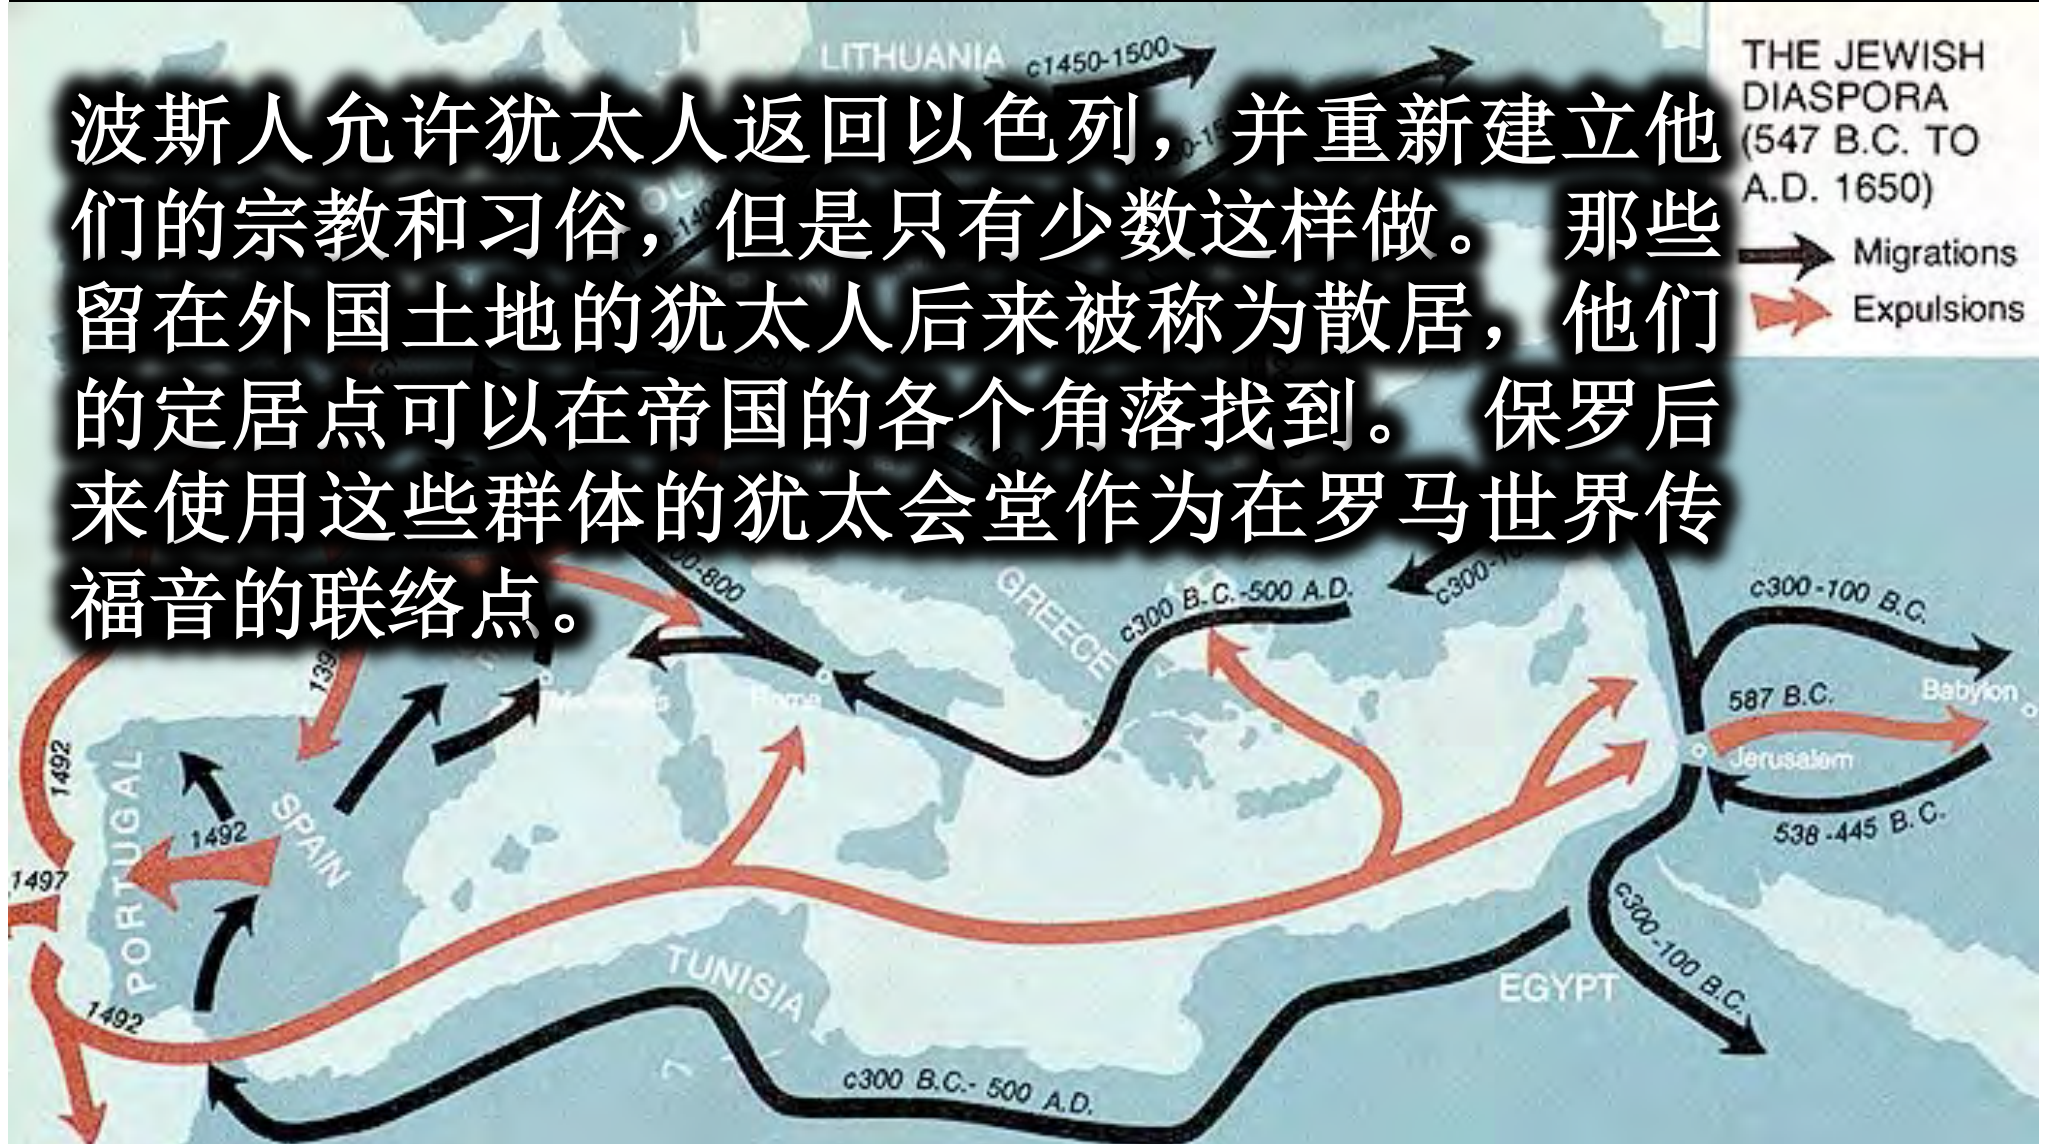 LITHUANIA
c1450-1500
THE JEWISH
DIASPORA
(547 B.C. TO
A.D. 1650)
Migrations
Expulsions
波斯人允许犹太人返回以色列，并重新建立他
们的宗教和习俗，但是只有少数这样做。 那些
留在外国土地的犹太人后来被称为散居，他们
的定居点可以在帝国的各个角落找到。 保罗后
来使用这些群体的犹太会堂作为在罗马世界传
福音的联络点。
GREECE
c300 B.C.-500 A.D.
c300-100 B.C.
Rome
587 B.C.
Babylon
Jerusalem
538-445 B.C.
1492
PORTUGAL
SPAIN
1492
1497
1492
TUNISIA
EGYPT
c300-100 B.C.
c300 B.C.- 500 A.D.